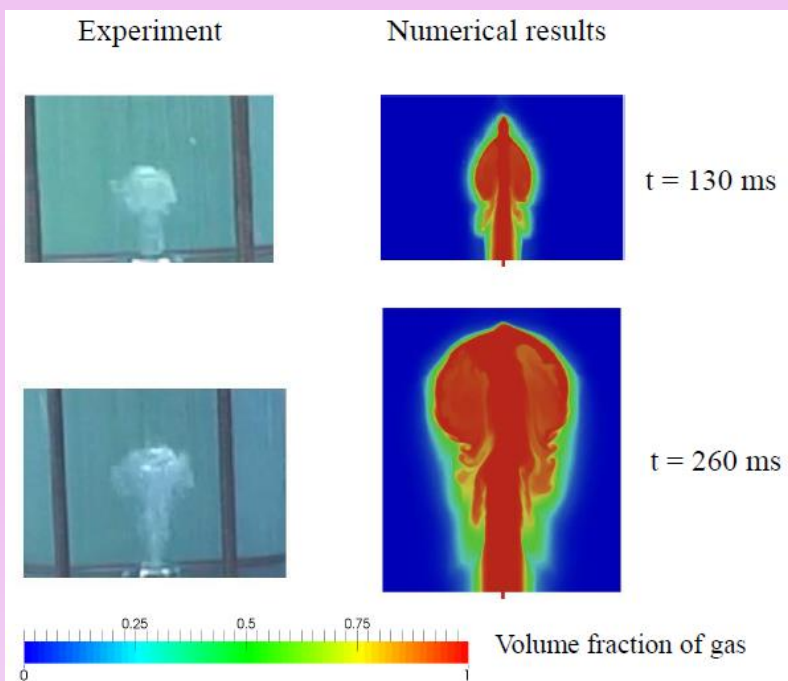 Experiment
Numerical results
t = 130 ms
t = 260 ms
0.25 0.5 0.75
0 1
Volume fraction of gas